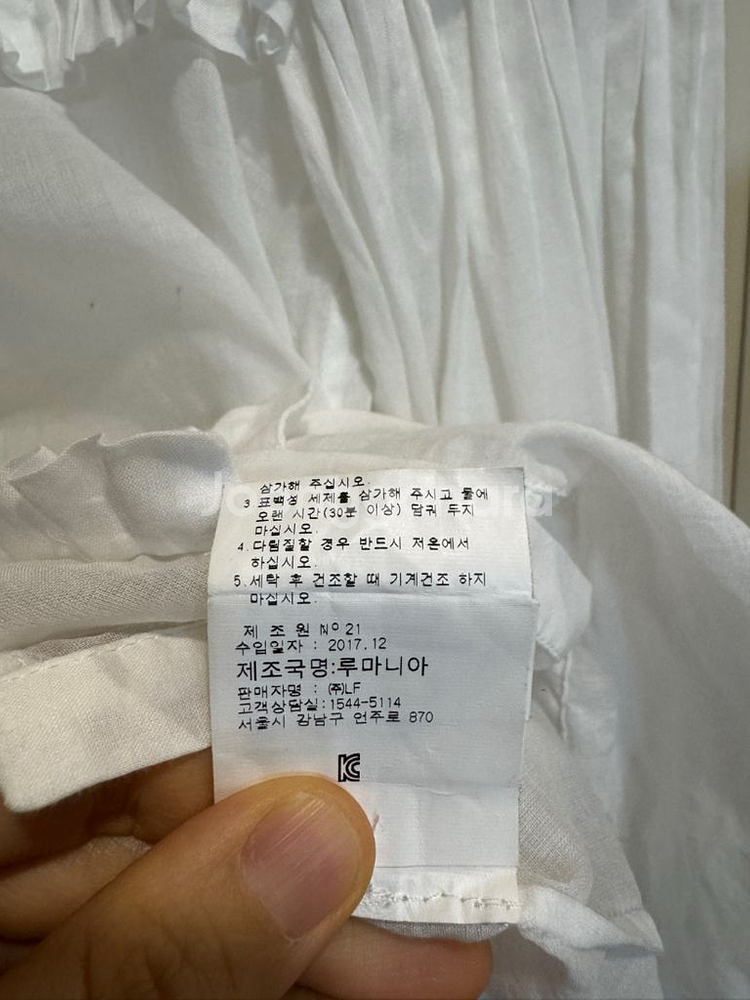 삼가해 주십시오.
3 표백성 세제를 삼가해 주시고 물에
오랜 시간(30분 이상) 담궈 두지
마십시오.
4.다림질할 경우 반드시 저온에서
하십시오.
5.세탁 후 건조할 때 기계건조 하지
마십시오.
제 조 원 Nº 21
수입일자 : 2017.12
제조국명:루마니아
판매자명 : ㈜LF
고객상담실:1544-5114
서울시 강남구 언주로 870
KC